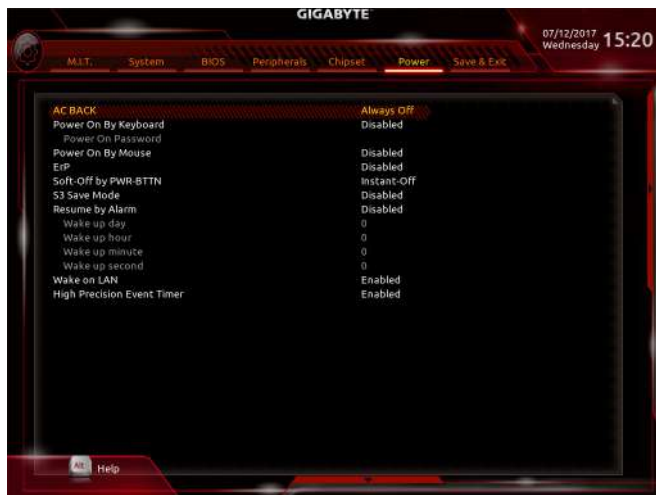 GIGABYTE
07/12/2017 15:20
Wednesday
M.I.T. System BIOS Peripherals Chipset Power Save & Exit
AC BACK Always Off
Power On By Keyboard Disabled
Power On Password
Power On By Mouse Disabled
ErP Disabled
Soft-Off by PWR-BTTN Instant-Off
S3 Save Mode Disabled
Resume by Alarm Disabled
Wake up day 0
Wake up hour 0
Wake up minute 0
Wake up second 0
Wake on LAN Enabled
High Precision Event Timer Enabled
Alt Help